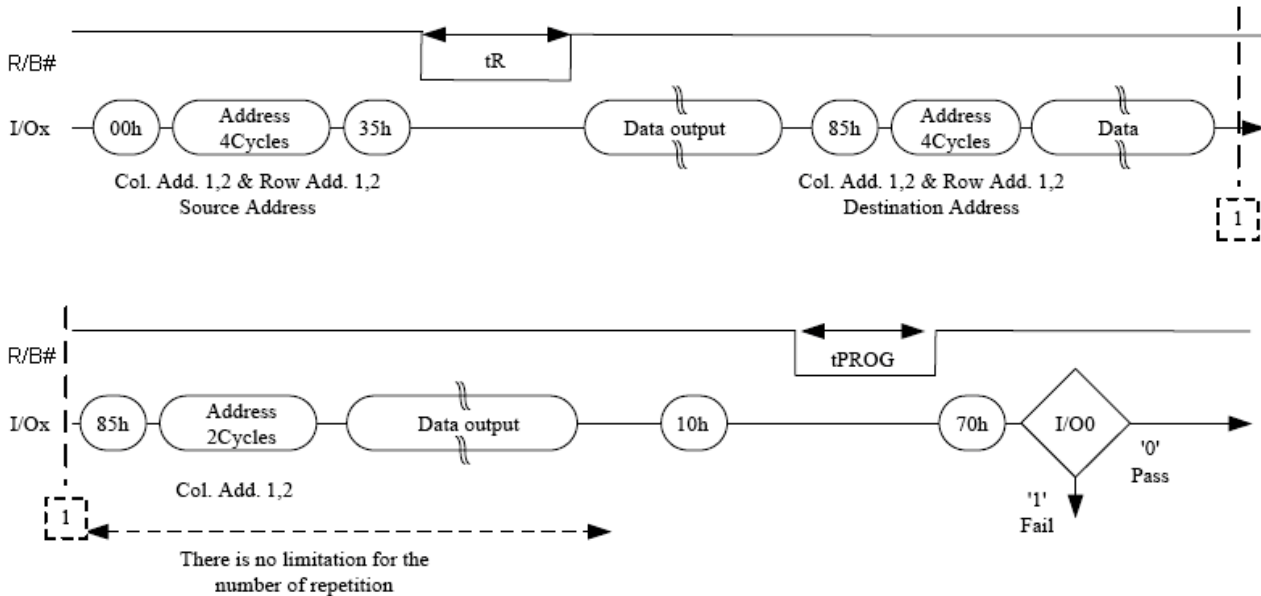 R/B#
tR
I/Ox
00h
Address
4Cycles
35h
Data output
85h
Address
4Cycles
Data
Col. Add. 1,2 & Row Add. 1,2
Source Address
Col. Add. 1,2 & Row Add. 1,2
Destination Address
1
R/B#
tPROG
I/Ox
85h
Address
2Cycles
Data output
10h
70h
I/O0
'0'
Pass
'1'
Fail
Col. Add. 1,2
1
There is no limitation for the
number of repetition